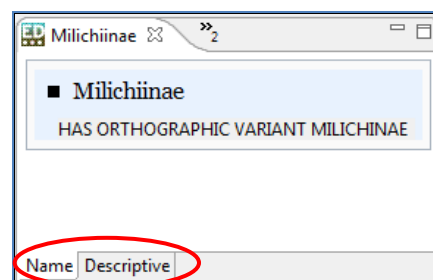 Milichiinae »2
Milichiinae
HAS ORTHOGRAPHIC VARIANT MILICHINAE
Name Descriptive